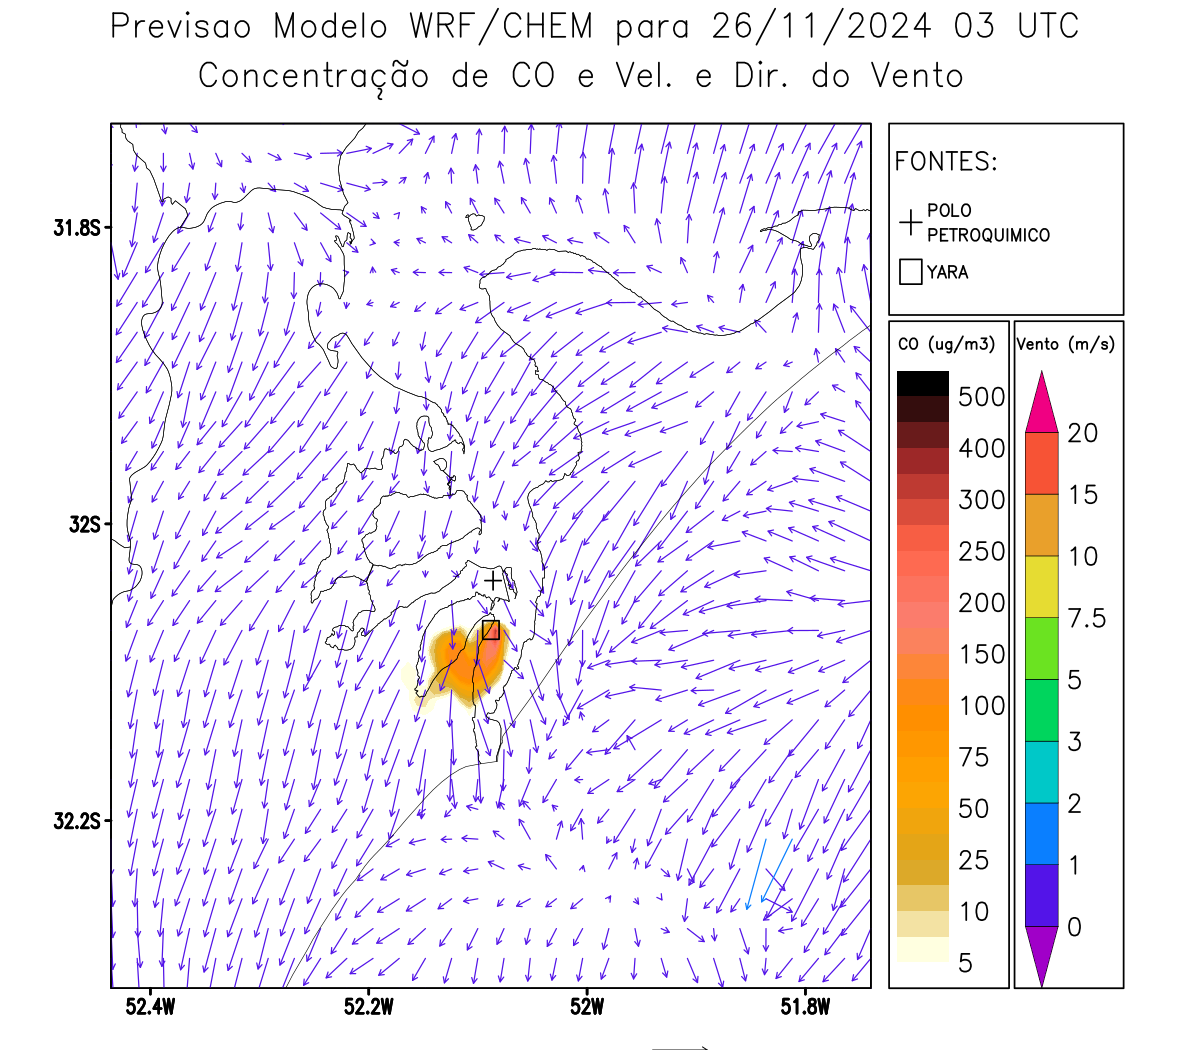 Previsao Modelo WRF/CHEM para 26/11/2024 03 UTC
Concentração de CO e Vel. e Dir. do Vento
FONTES:
POLO
PETROQUIMICO
YARA
31.8S
32S
32.2S
52.4W
52.2W
52W
51.8W
CO (ug/m3)
500
400
300
250
200
150
100
75
50
25
10
5
Vento (m/s)
20
15
10
7.5
5
3
2
1
0